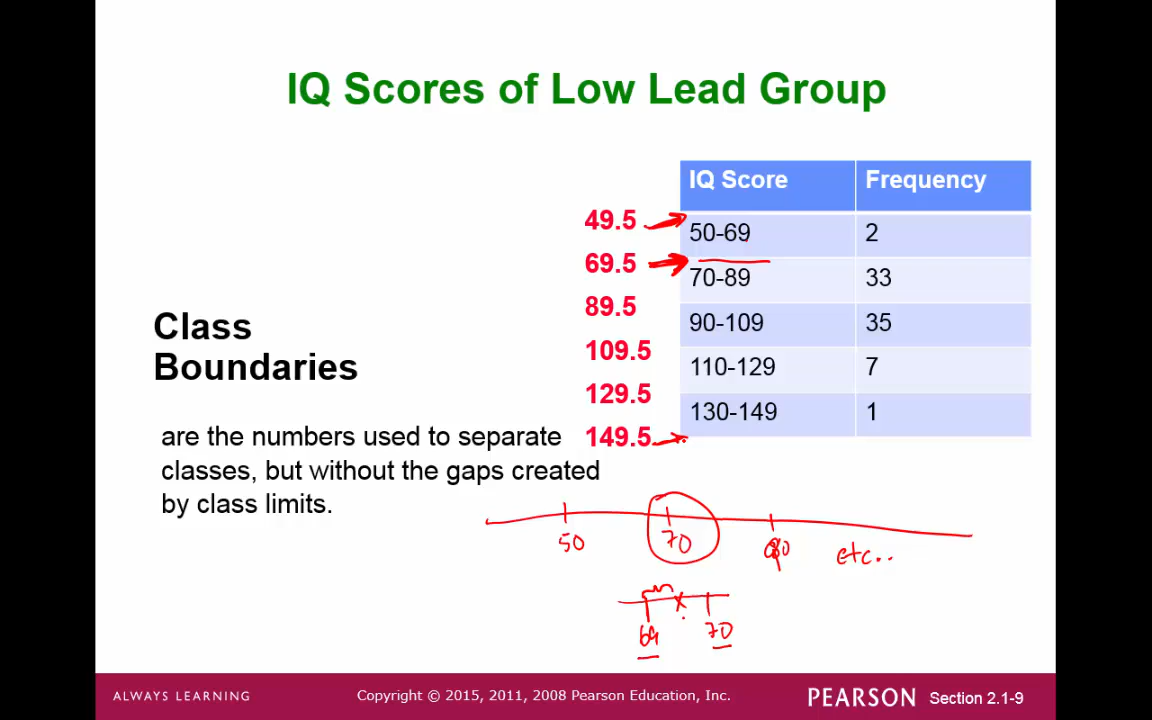 IQ Scores of Low Lead Group
IQ Score Frequency
49.5
50-69 2
69.5
70-89 33
89.5
90-109 35
109.5
110-129 7
129.5
130-149 1
149.5
Class
Boundaries
are the numbers used to separate
classes, but without the gaps created
by class limits.
50 70 90 etc..
69 70
ALWAYS LEARNING
Copyright © 2015, 2011, 2008 Pearson Education, Inc.
PEARSON
Section 2.1-9